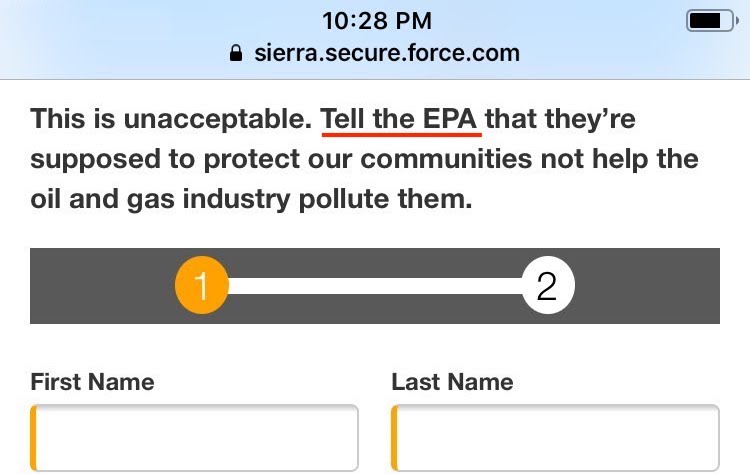 10:28 PM
sierra.secure.force.com
This is unacceptable. Tell the EPA that they’re
supposed to protect our communities not help the
oil and gas industry pollute them.
1 2
First Name Last Name